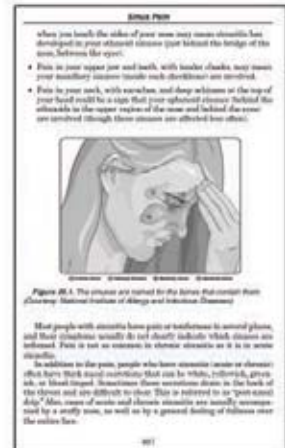 Sinus Pain
when you touch the sides of your nose may mean sinusitis has
developed in your ethmoid sinuses (just behind the bridge of the
nose, between the eyes).
• Pain in your upper jaw and teeth, with tender cheeks, may mean
your maxillary sinuses (inside each cheekbone) are involved.
• Pain in your neck, with earaches, and deep achiness at the top of
your head could be a sign that your sphenoid sinuses (behind the
ethmoids in the upper region of the nose and behind the nose
are involved (though these sinuses are affected less often).
Figure 39.1. The sinuses are named for the bones that contain them
(Courtesy: National Institute of Allergy and Infectious Diseases)
Most people with sinusitis have pain or tenderness in several places,
and their symptoms usually do not clearly indicate which sinuses are
inflamed. Pain is not as common in chronic sinusitis as it is in acute
sinusitis.
In addition to the pain, people who have sinusitis (acute or chronic)
often have thick nasal secretions that can be white, yellowish, green-
ish, or blood-tinged. Sometimes these secretions drain in the back of
the throat and are difficult to clear. This is referred to as "post-nasal
drip." Also, cases of acute and chronic sinusitis are usually accompa-
nied by a stuffy nose, as well as by a general feeling of fullness over
the entire face.